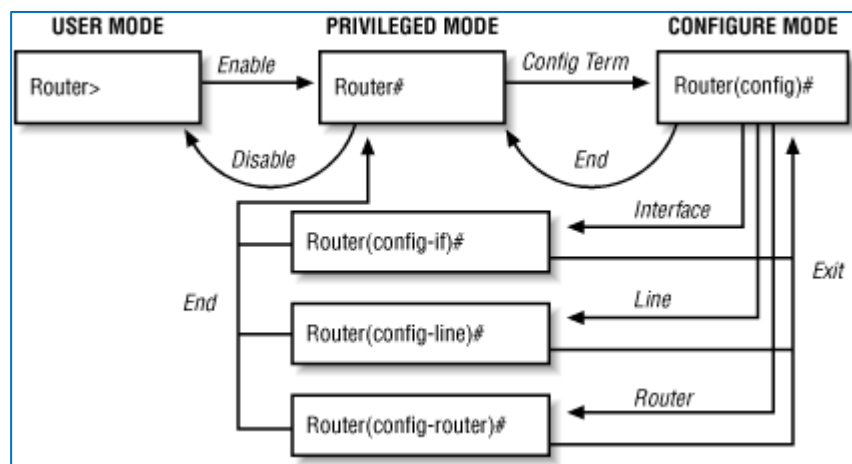 USER MODE
PRIVILEGED MODE
CONFIGURE MODE
Router>
Enable
Router#
Config Term
Router(config)#
Disable
End
Interface
Router(config-if)#
Exit
End
Line
Router(config-line)#
Router
Router(config-router)#